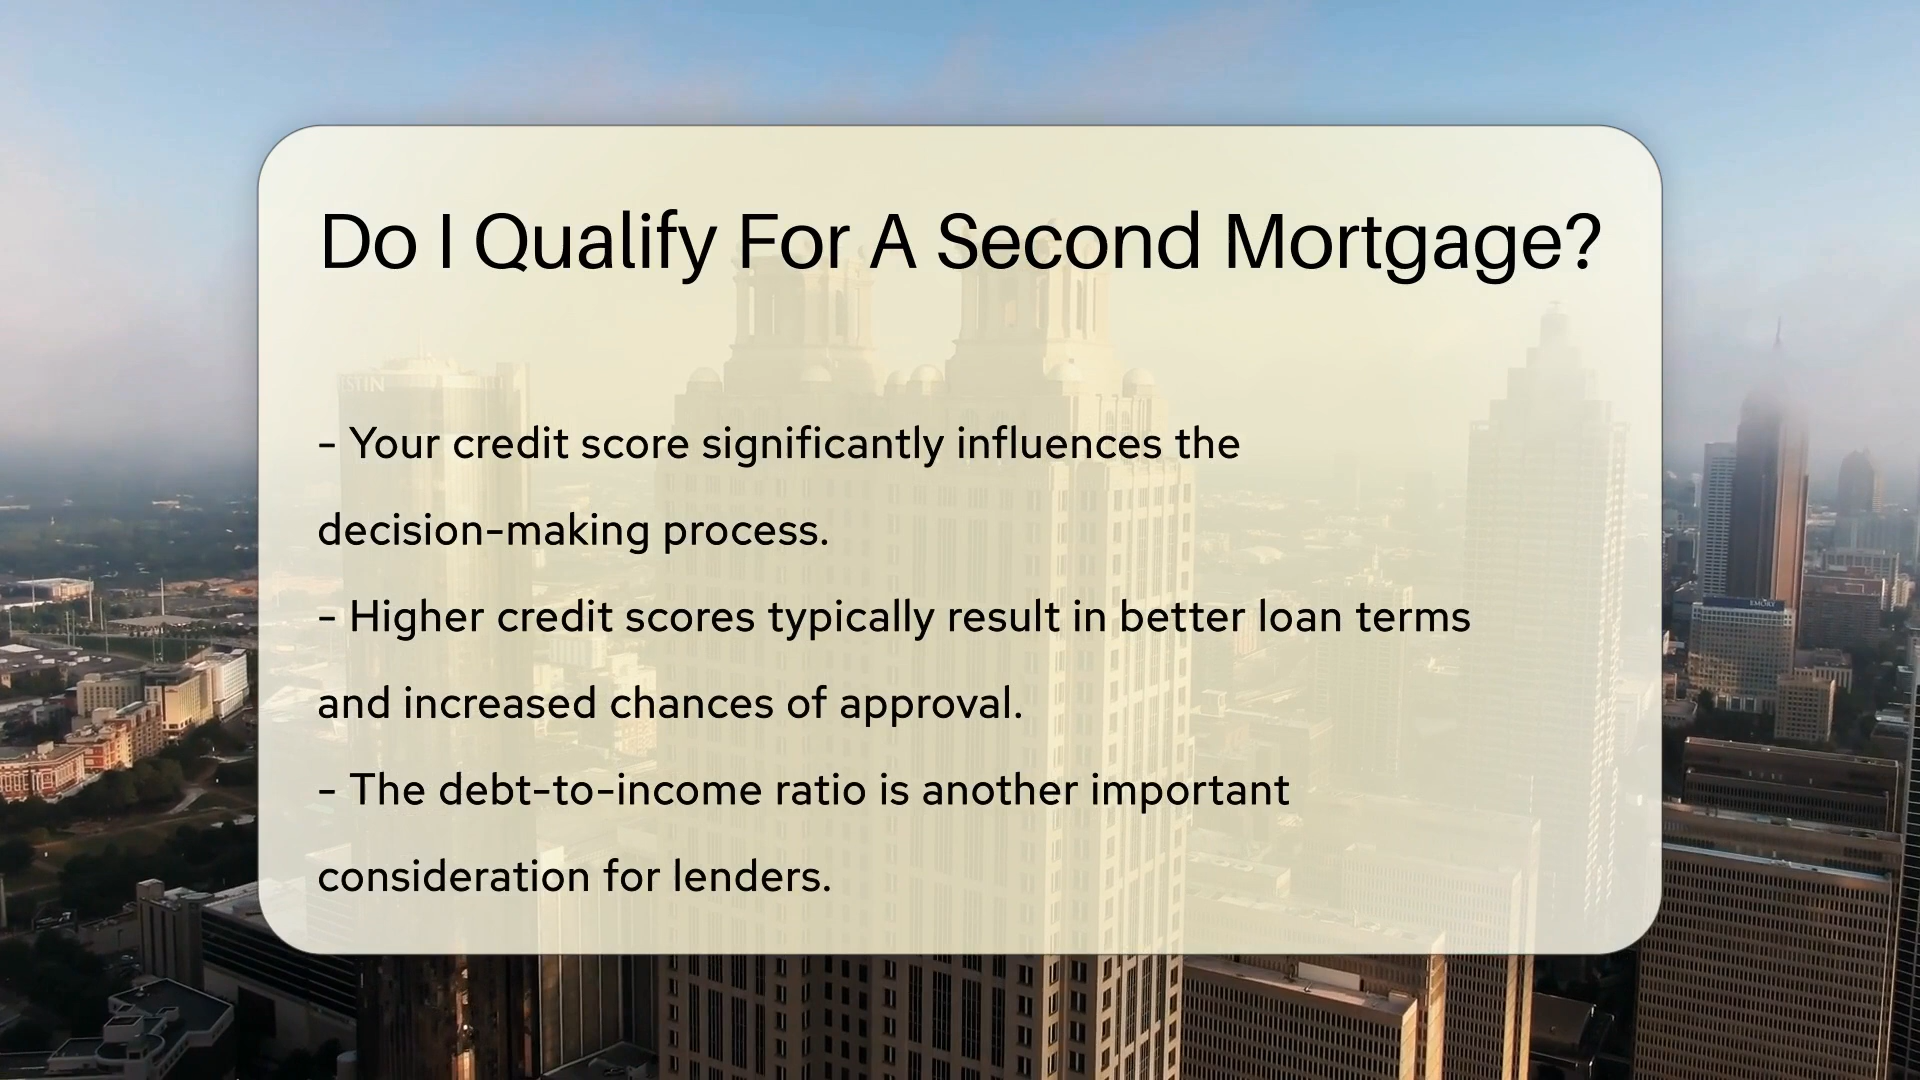 Do I Qualify For A Second Mortgage?
STIN
- Your credit score significantly influences the
decision-making process.
- Higher credit scores typically result in better loan terms
and increased chances of approval.
- The debt-to-income ratio is another important
consideration for lenders.
EMORY